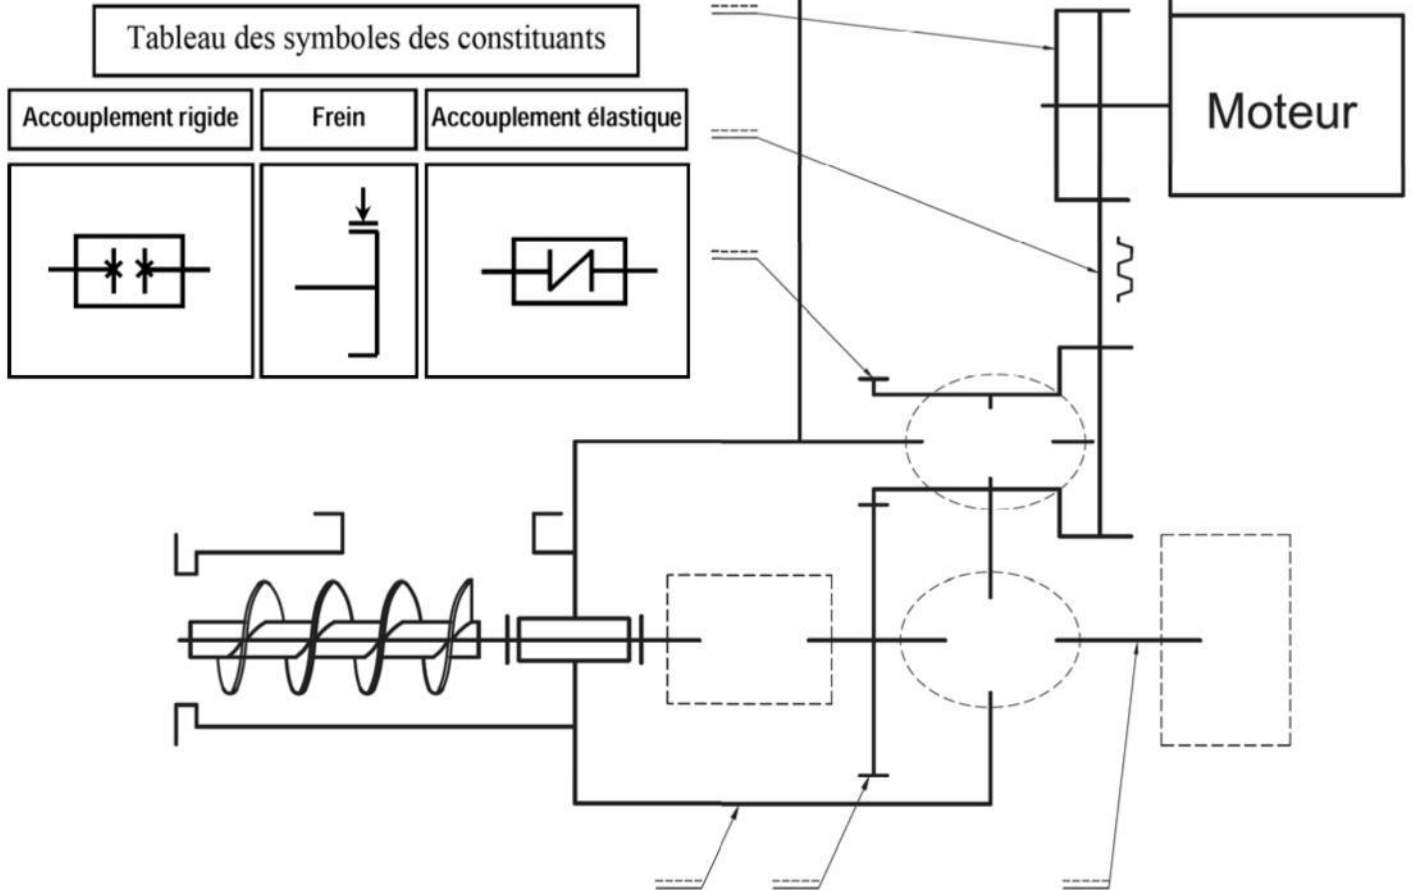 Tableau des symboles des constituants
Accouplement rigide
Frein
Accouplement élastique
Moteur